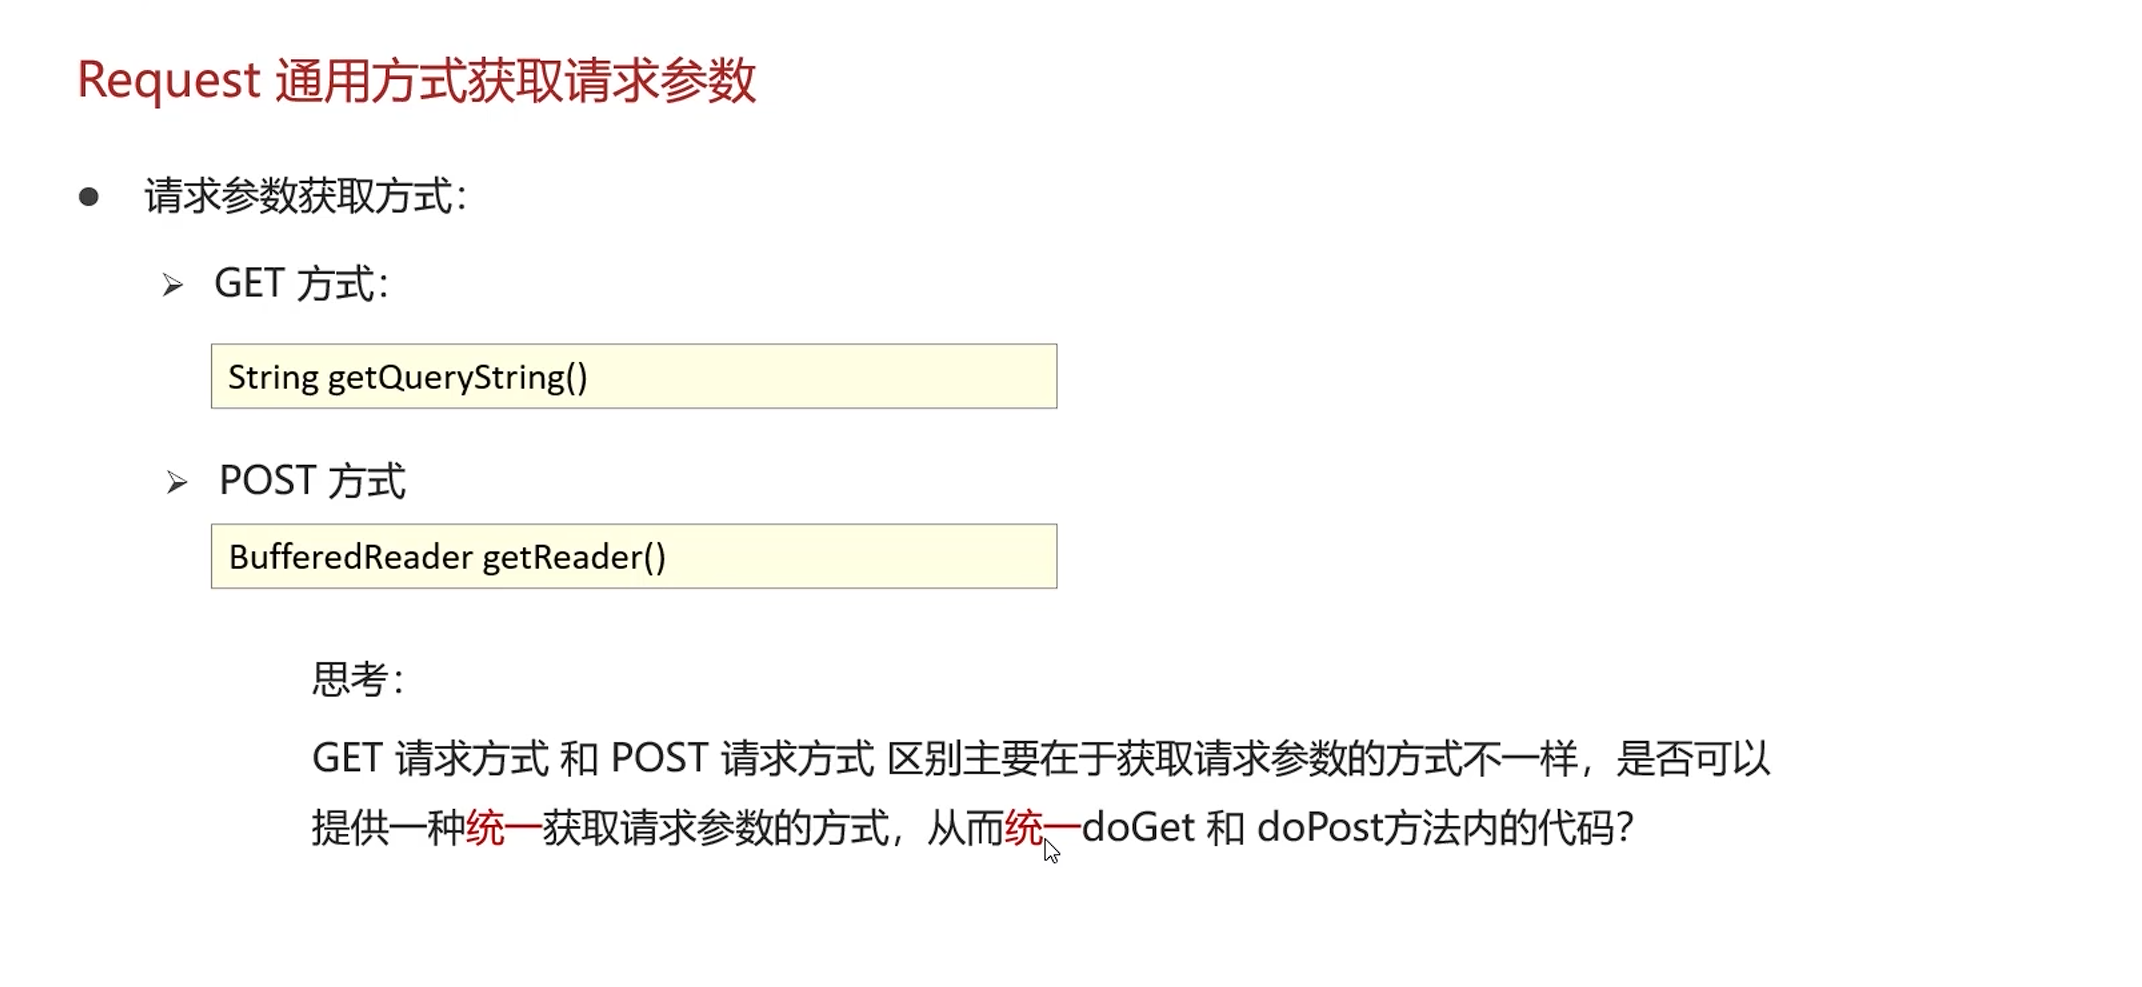 Request 通用方式获取请求参数
请求参数获取方式：
GET 方式：
String getQueryString()
POST 方式
BufferedReader getReader()
思考：
GET 请求方式 和 POST 请求方式 区别主要在于获取请求参数的方式不一样，是否可以
提供一种统一获取请求参数的方式，从而统一doGet 和 doPost方法内的代码？